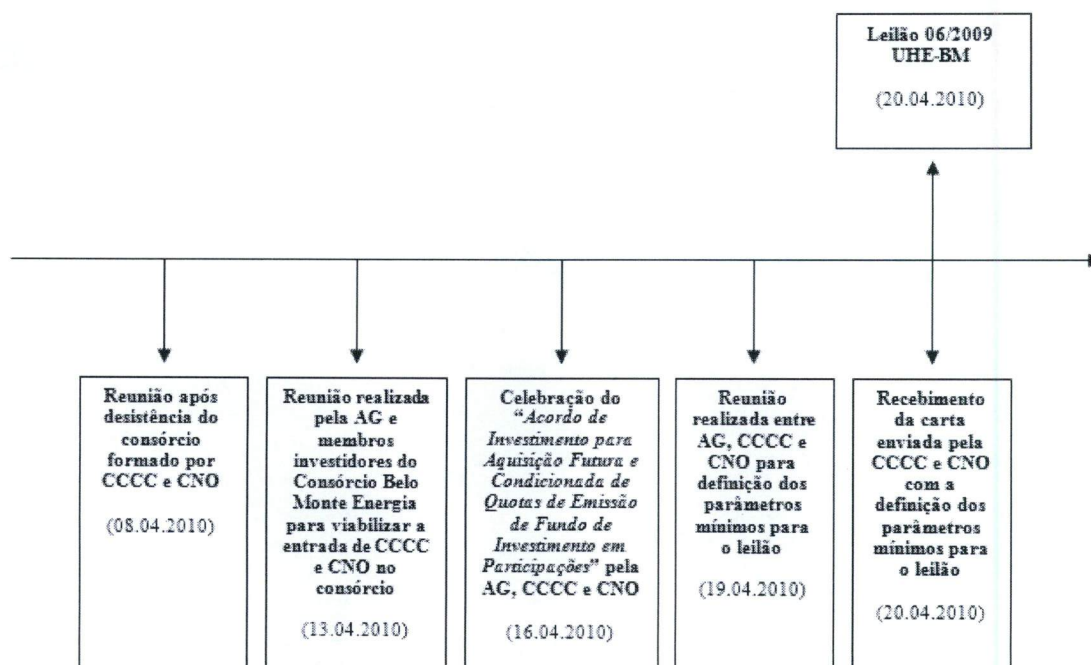 Leilão 06/2009
UHE-BM
(20.04.2010)
Reunião após
desistência do
consórcio
formado por
CCCC e CNO
(08.04.2010)
Reunião realizada
pela AG e
membros
investidores do
Consórcio Belo
Monte Energia
para viabilizar a
entrada de CCCC
e CNO no
consórcio
(13.04.2010)
Celebração do
“Acordo de
Investimento para
Aquisição Futura e
Condicionada de
Quotas de Emissão
de Fundo de
Investimento em
Participações” pela
AG, CCCC e CNO
(16.04.2010)
Reunião
realizada entre
AG, CCCC e
CNO para
definição dos
parâmetros
mínimos para
o leilão
(19.04.2010)
Recebimento
da carta
enviada pela
CCCC e CNO
com a
definição dos
parâmetros
mínimos para
o leilão
(20.04.2010)